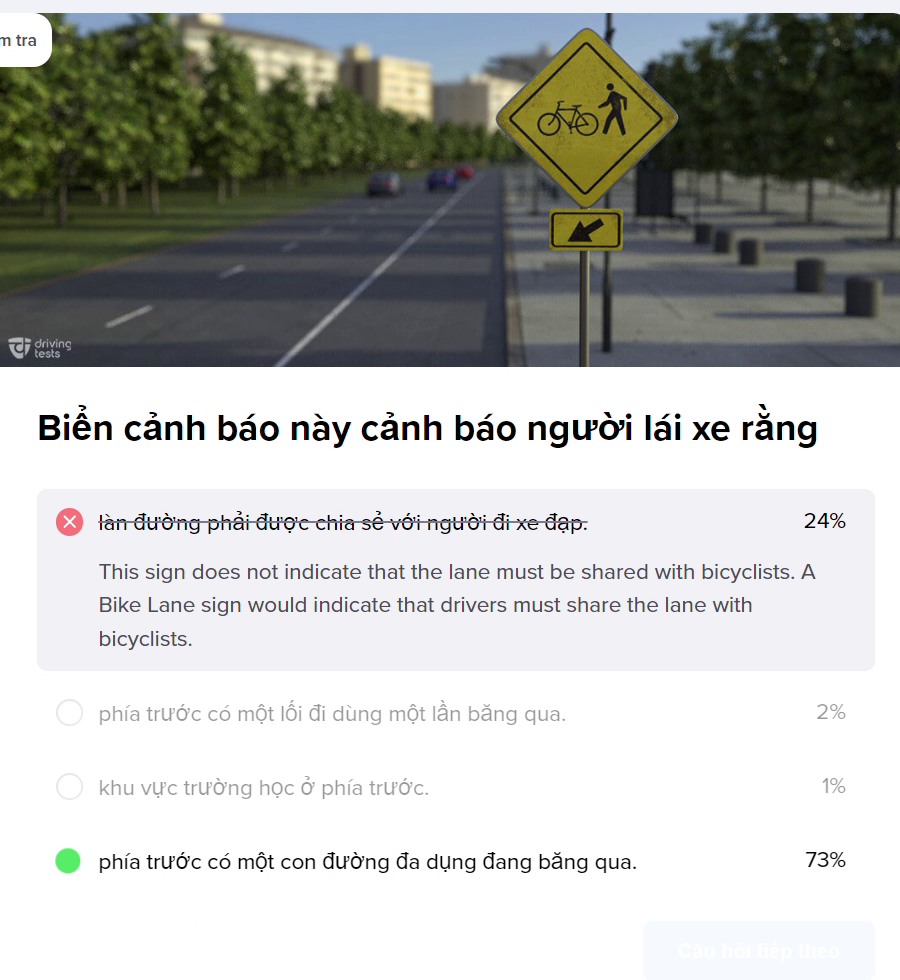 m tra
driving
tests
Biển cảnh báo này cảnh báo người lái xe rằng
làn đường phải được chia sẻ với người đi xe đạp.
24%
This sign does not indicate that the lane must be shared with bicyclists. A
Bike Lane sign would indicate that drivers must share the lane with
bicyclists.
phía trước có một lối đi dùng một lần băng qua.
2%
khu vực trường học ở phía trước.
1%
phía trước có một con đường đa dụng đang băng qua.
73%
Câu hỏi tiếp theo